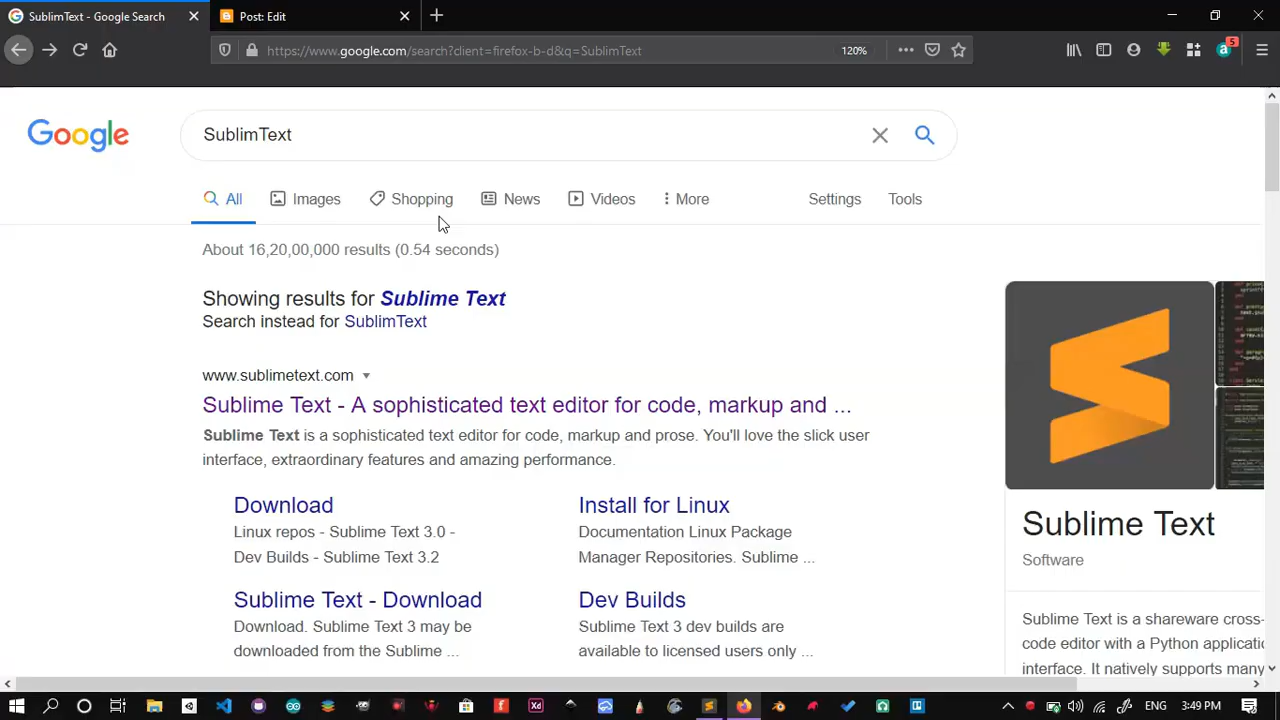 SublimText - Google Search
Post: Edit
https://www.google.com/search?client=firefox-b-d&q=SublimText
120%
5
Google
SublimText
All
Images
Shopping
News
Videos
More
Settings
Tools
About 16,20,00,000 results (0.54 seconds)
Showing results for Sublime Text
Search instead for SublimText
www.sublimetext.com
Sublime Text - A sophisticated text editor for code, markup and ...
Sublime Text is a sophisticated text editor for code, markup and prose. You'll love the slick user
interface, extraordinary features and amazing performance.
Download
Linux repos - Sublime Text 3.0 -
Dev Builds - Sublime Text 3.2
Install for Linux
Documentation Linux Package
Manager Repositories. Sublime ...
Sublime Text - Download
Download. Sublime Text 3 may be
downloaded from the Sublime ...
Dev Builds
Sublime Text 3 dev builds are
available to licensed users only ...
Sublime Text
Software
Sublime Text is a shareware cross-
code editor with a Python applicatio
interface. It natively supports many
ENG
3:49 PM